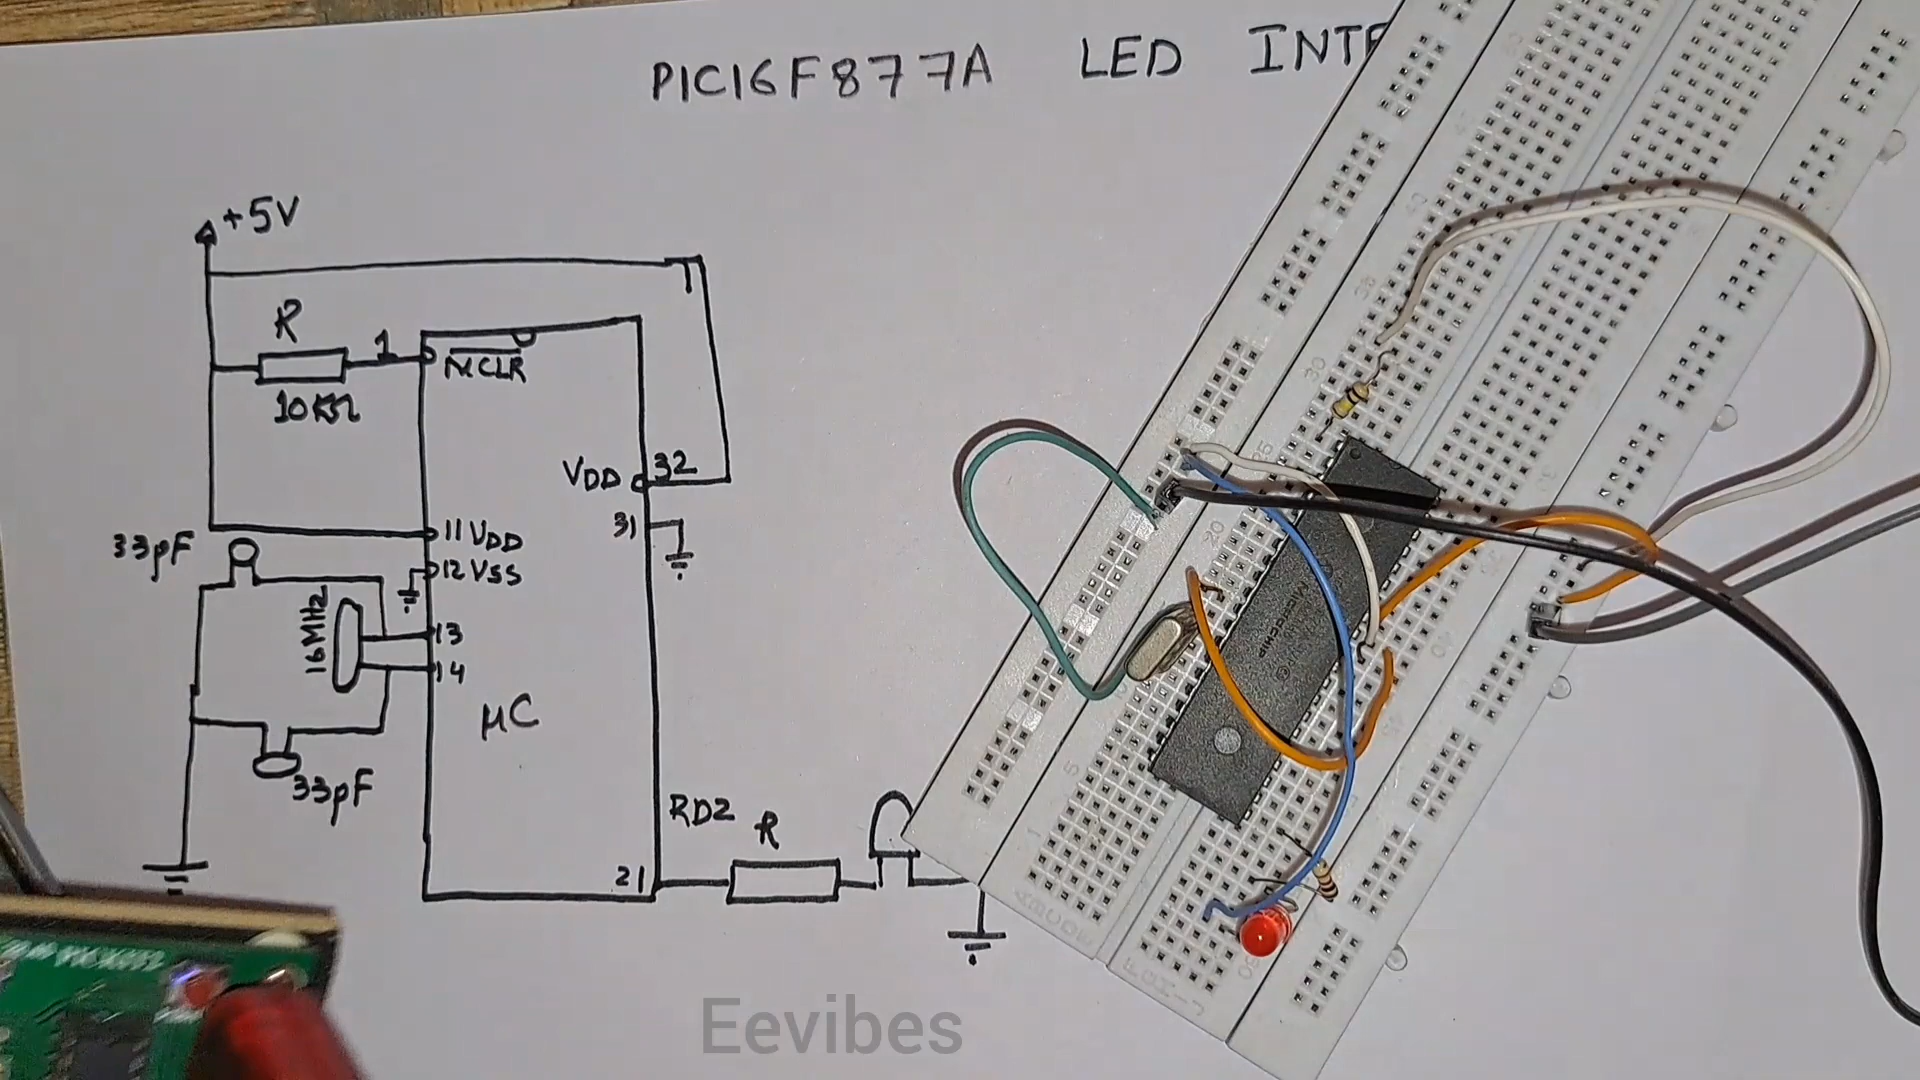 PIC16F877A LED INTE
+5V
R
1
MCLR
10KΩ
VDD 32
33pF
11 VDD
31
12 VSS
16MHz
13
14
μC
33pF
RD2
R
21
MICROCHIP
Eevibes